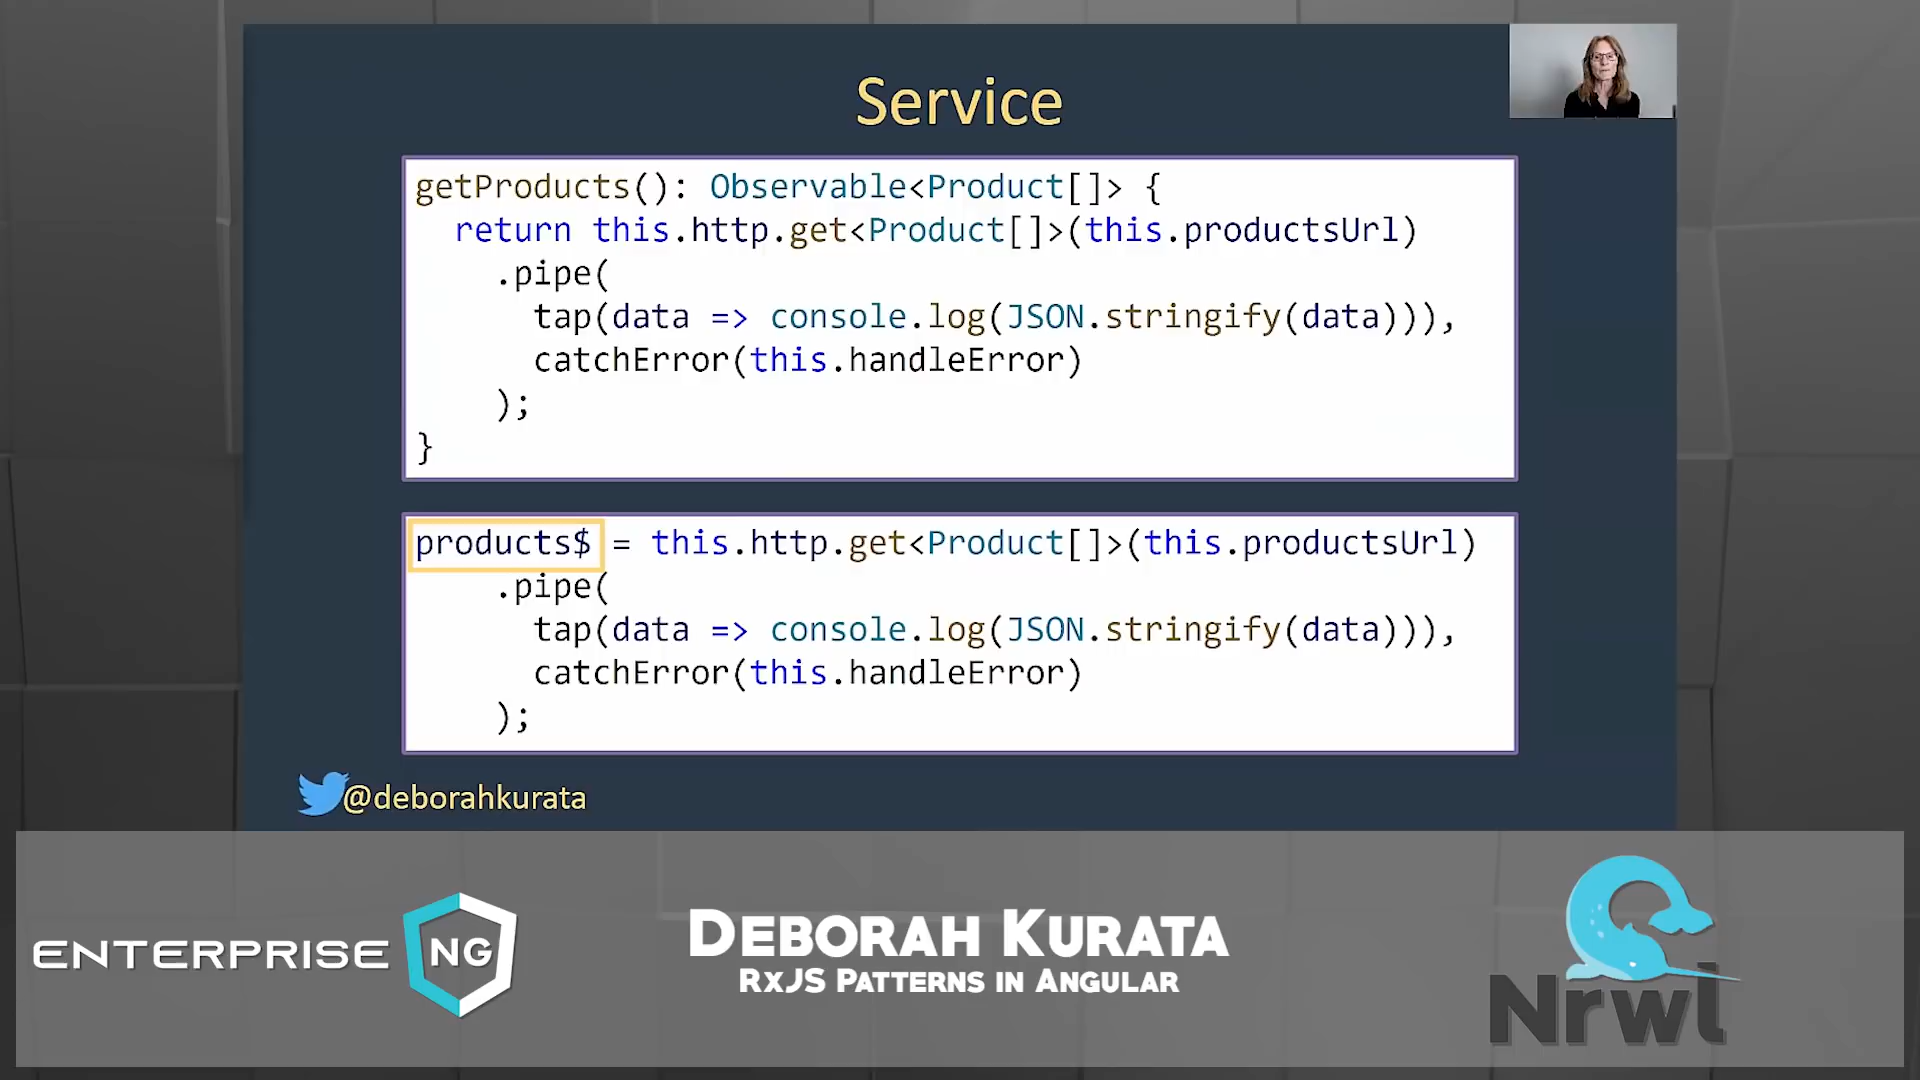 Service
getProducts(): Observable<Product[]> {
  return this.http.get<Product[]>(this.productsUrl)
    .pipe(
      tap(data => console.log(JSON.stringify(data))),
      catchError(this.handleError)
    );
}
products$ = this.http.get<Product[]>(this.productsUrl)
    .pipe(
      tap(data => console.log(JSON.stringify(data))),
      catchError(this.handleError)
    );
@deborahkurata
ENTERPRISE NG
DEBORAH KURATA
RXJS PATTERNS IN ANGULAR
Nrwl